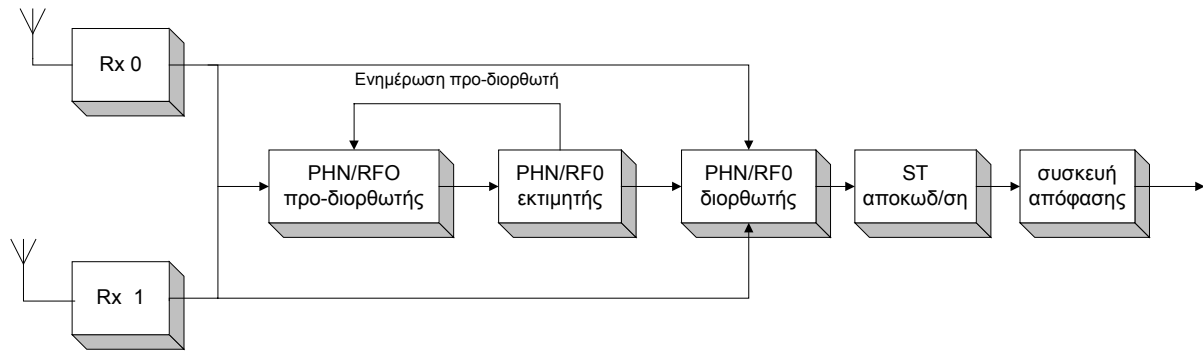 Rx 0
Ενημέρωση προ-διορθωτή
PHN/RFO
προ-διορθωτής
PHN/RF0
εκτιμητής
PHN/RF0
διορθωτής
ST
αποκωδ/ση
συσκευή
απόφασης
Rx 1